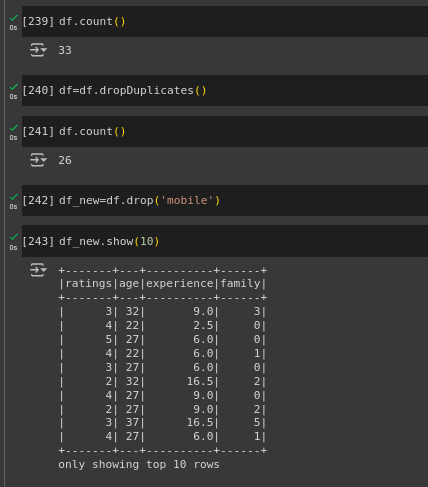 [239] df.count()
0s
33
[240] df=df.dropDuplicates()
0s
[241] df.count()
0s
26
[242] df_new=df.drop('mobile')
0s
[243] df_new.show(10)
0s
+-------+---+----------+------+
|ratings|age|experience|family|
+-------+---+----------+------+
|      3| 32|       9.0|     3|
|      4| 22|       2.5|     0|
|      5| 27|       6.0|     0|
|      4| 22|       6.0|     1|
|      3| 27|       6.0|     0|
|      2| 32|      16.5|     2|
|      4| 27|       9.0|     0|
|      2| 27|       9.0|     2|
|      3| 37|      16.5|     5|
|      4| 27|       6.0|     1|
+-------+---+----------+------+
only showing top 10 rows